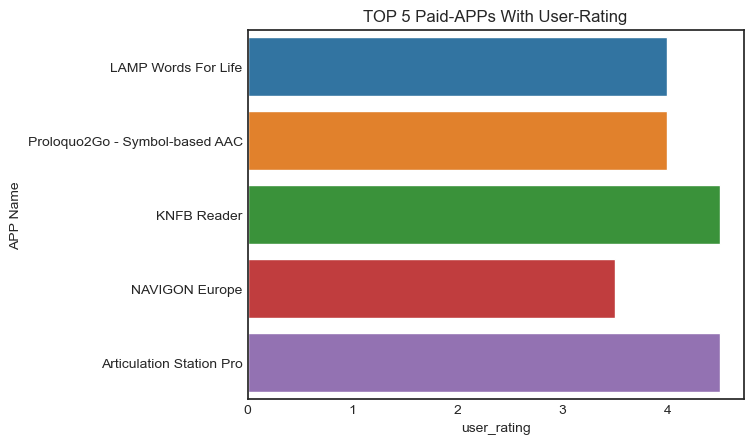 TOP 5 Paid-APPs With User-Rating
APP Name
LAMP Words For Life
Proloquo2Go - Symbol-based AAC
KNFB Reader
NAVIGON Europe
Articulation Station Pro
0 1 2 3 4
user_rating